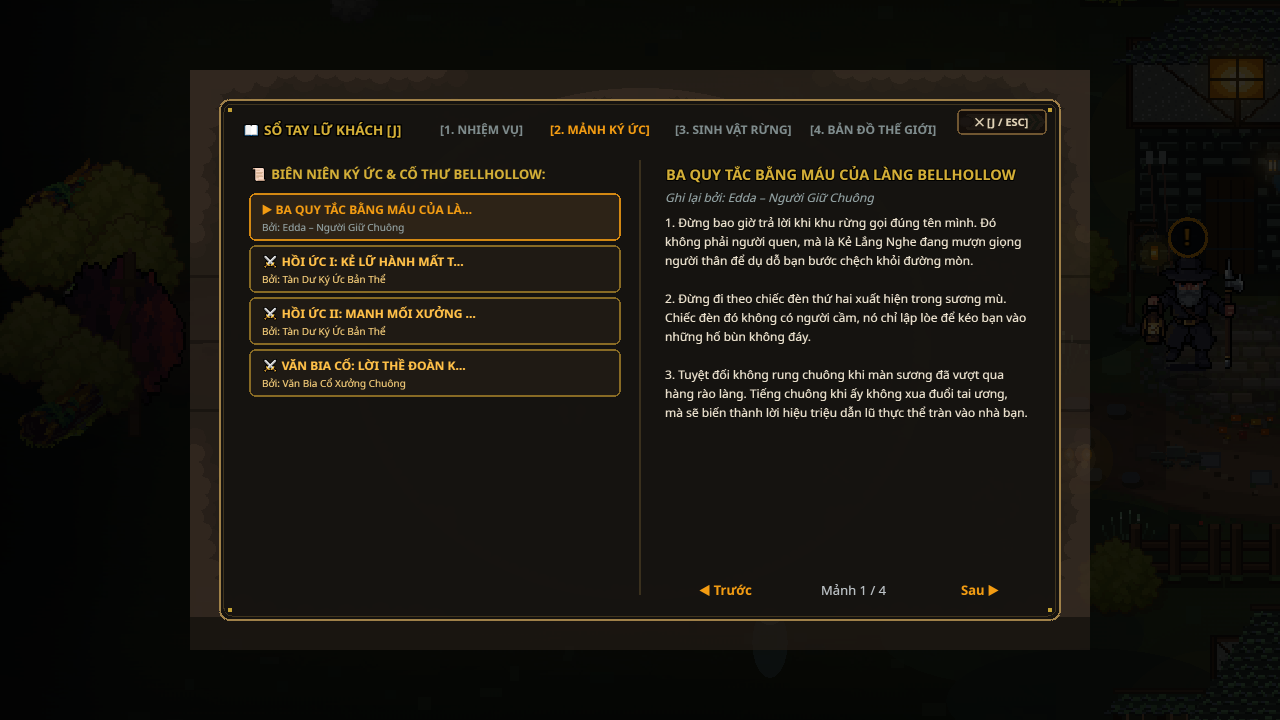 SỔ TAY LỮ KHÁCH [J]
[1. NHIỆM VỤ]
[2. MẢNH KÝ ỨC]
[3. SINH VẬT RỪNG]
[4. BẢN ĐỒ THẾ GIỚI]
✕ [J / ESC]
BIÊN NIÊN KÝ ỨC & CỔ THƯ BELLHOLLOW:
▶ BA QUY TẮC BẰNG MÁU CỦA LÀ...
Bởi: Edda – Người Giữ Chuông
HỒI ỨC I: KẺ LỮ HÀNH MẤT T...
Bởi: Tàn Dư Ký Ức Bản Thể
HỒI ỨC II: MANH MỐI XƯỞNG ...
Bởi: Tàn Dư Ký Ức Bản Thể
VĂN BIA CỔ: LỜI THỀ ĐOÀN K...
Bởi: Văn Bia Cổ Xưởng Chuông
BA QUY TẮC BẰNG MÁU CỦA LÀNG BELLHOLLOW
Ghi lại bởi: Edda – Người Giữ Chuông
1. Đừng bao giờ trả lời khi khu rừng gọi đúng tên mình. Đó
không phải người quen, mà là Kẻ Lắng Nghe đang mượn giọng
người thân để dụ dỗ bạn bước chệch khỏi đường mòn.
2. Đừng đi theo chiếc đèn thứ hai xuất hiện trong sương mù.
Chiếc đèn đó không có người cầm, nó chỉ lập lòe để kéo bạn vào
những hố bùn không đáy.
3. Tuyệt đối không rung chuông khi màn sương đã vượt qua
hàng rào làng. Tiếng chuông khi ấy không xua đuổi tai ương,
mà sẽ biến thành lời hiệu triệu dẫn lũ thực thể tràn vào nhà bạn.
◀ Trước
Mảnh 1 / 4
Sau ▶
!